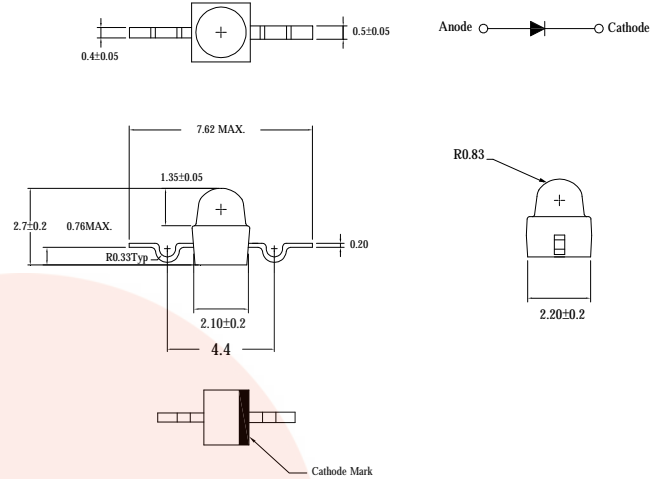 0.4±0.05
0.5±0.05
Anode
Cathode
7.62 MAX.
1.35±0.05
2.7±0.2
0.76MAX.
R0.33Typ
0.20
2.10±0.2
4.4
R0.83
2.20±0.2
Cathode Mark